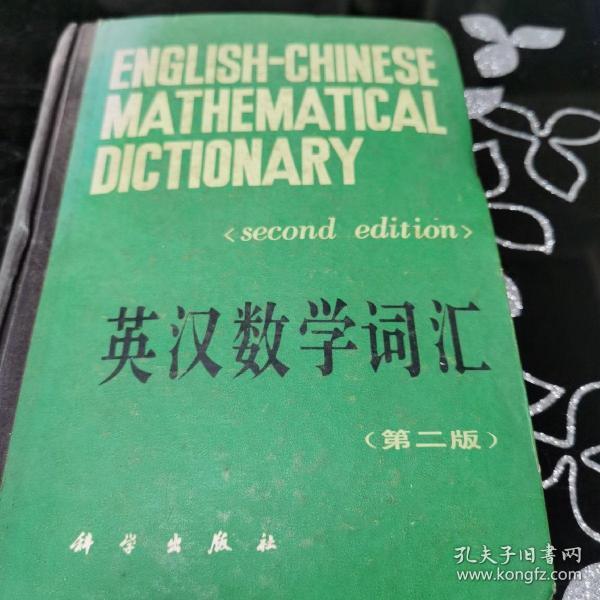 ENGLISH-CHINESE
MATHEMATICAL
DICTIONARY
<second edition>
英汉数学词汇
(第二版)
科学出版社
孔夫子旧书网
www.kongfz.com